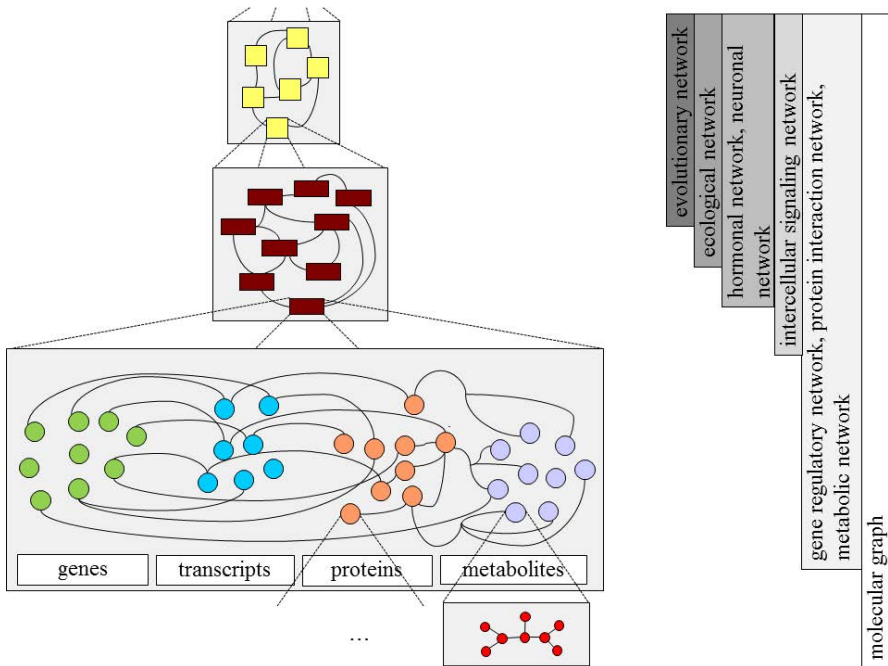 genes
transcripts
proteins
metabolites
...
evolutionary network
ecological network
hormonal network, neuronal
network
intercellular signaling network
gene regulatory network, protein interaction network,
metabolic network
molecular graph